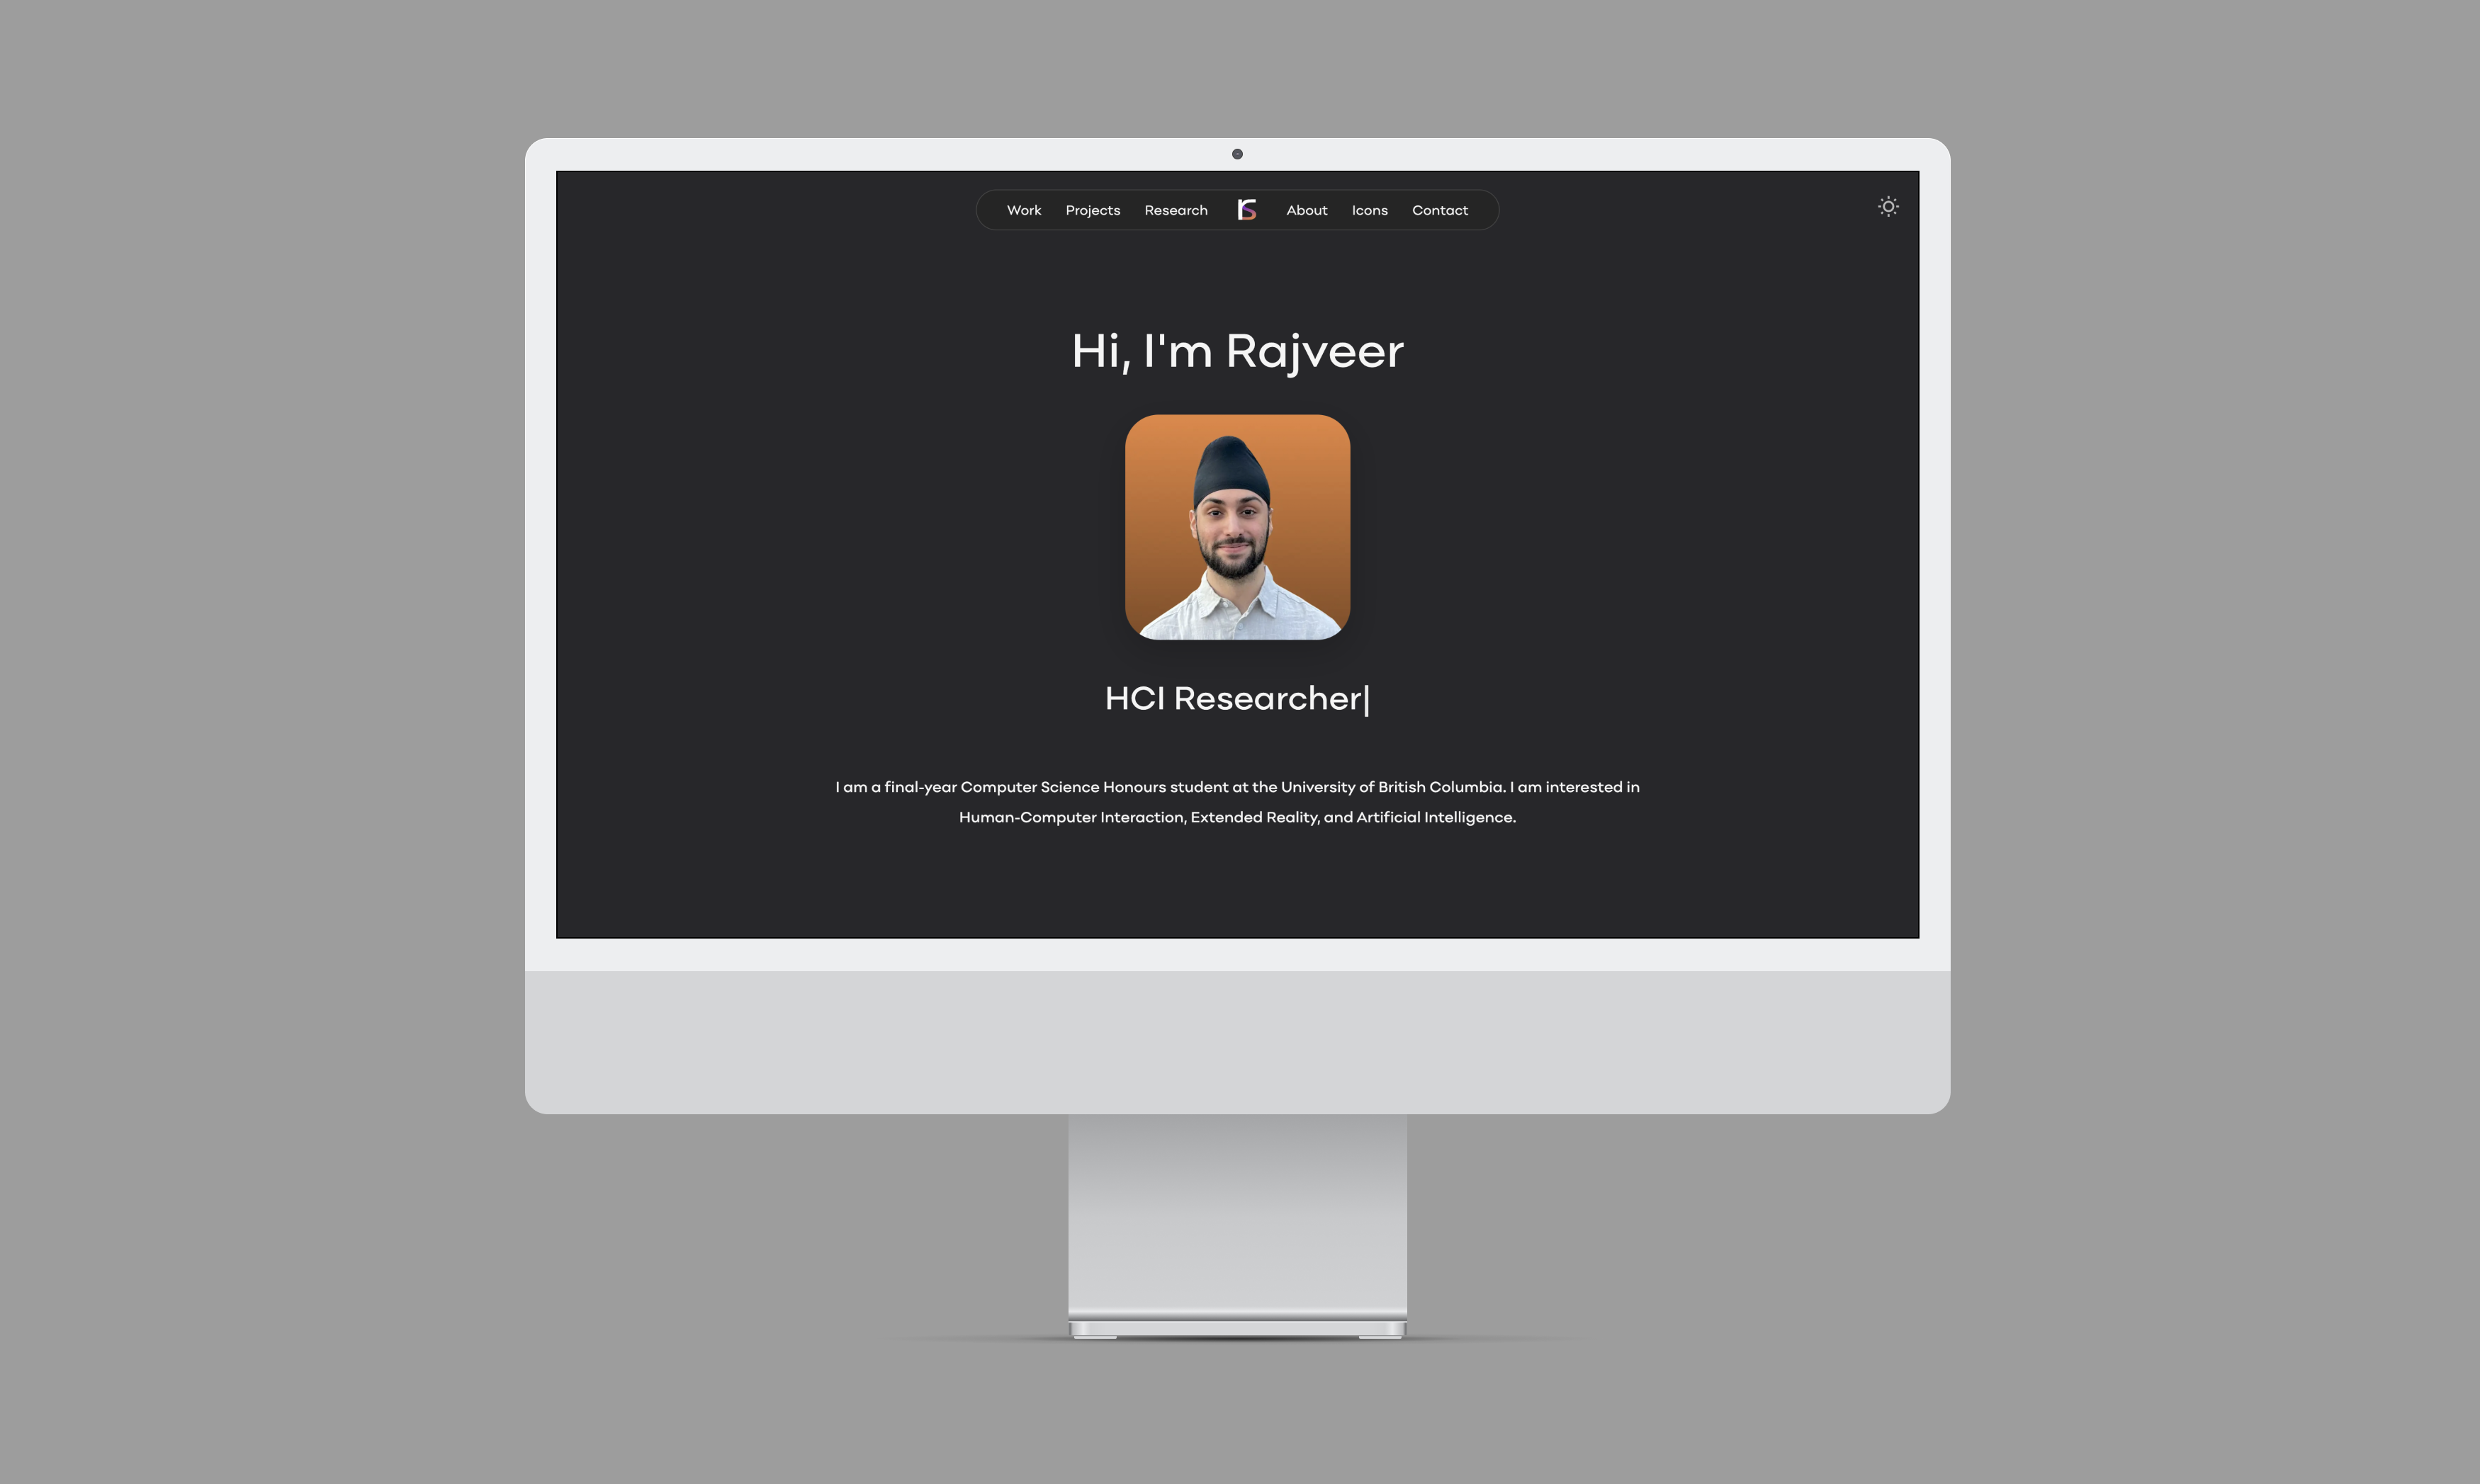 Work Projects Research rs About Icons Contact
Hi, I'm Rajveer
HCI Researcher|
I am a final-year Computer Science Honours student at the University of British Columbia. I am interested in
Human-Computer Interaction, Extended Reality, and Artificial Intelligence.